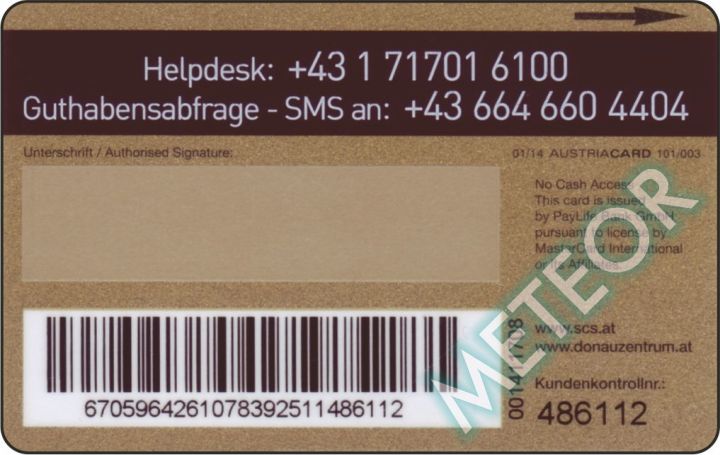 Helpdesk: +43 1 71701 6100
Guthabensabfrage - SMS an: +43 664 660 4404
Unterschrift / Authorised Signature:
01/14 AUSTRIACARD 101/003
No Cash Access
This card is issued
by PayLife Bank GmbH
pursuant to license by
MasterCard International
or its Affiliates.
METEOR
www.scs.at
www.donauzentrum.at
Kundenkontrollnr.:
486112
6705964261078392511486112